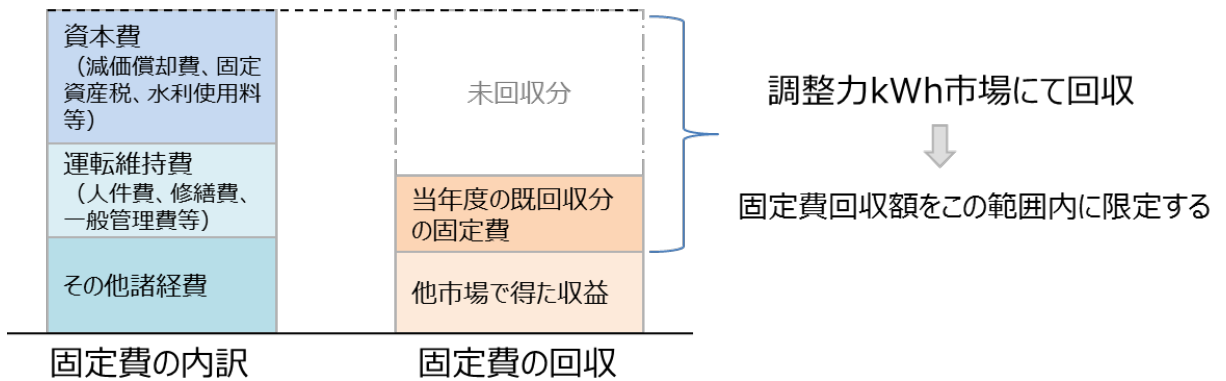 資本費
（減価償却費、固定
資産税、水利使用料
等）
運転維持費
（人件費、修繕費、
一般管理費等）
その他諸経費
固定費の内訳
未回収分
当年度の既回収分
の固定費
他市場で得た収益
固定費の回収
調整力kWh市場にて回収
固定費回収額をこの範囲内に限定する